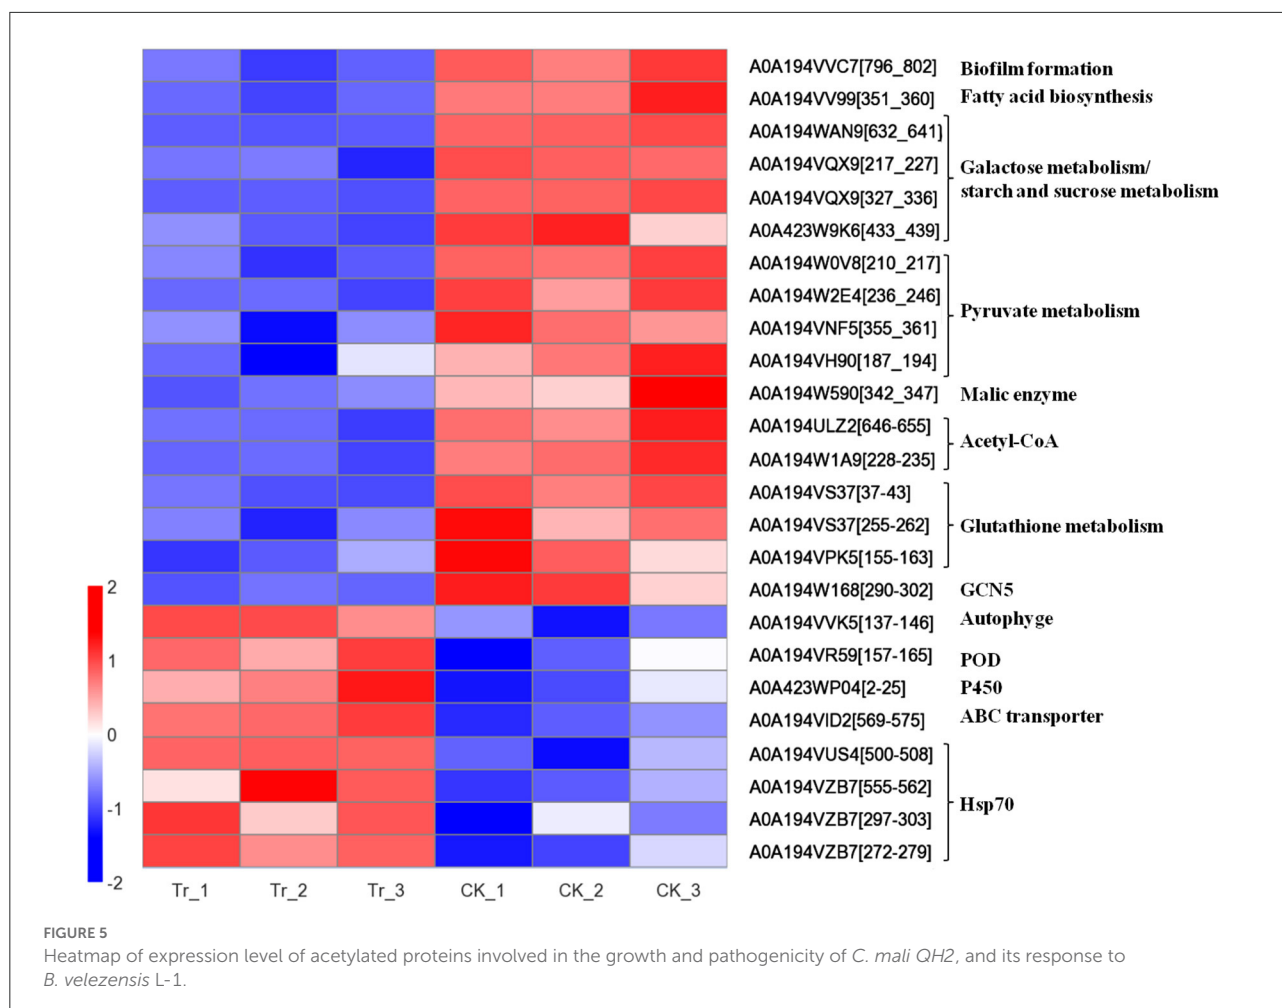 A0A194VVC7[796_802] Biofilm formation
A0A194VV99[351_360] Fatty acid biosynthesis
A0A194WAN9[632_641]
A0A194VQX9[217_227] Galactose metabolism/
A0A194VQX9[327_336] starch and sucrose metabolism
A0A423W9K6[433_439]
A0A194W0V8[210_217]
A0A194W2E4[236_246] Pyruvate metabolism
A0A194VNF5[355_361]
A0A194VH90[187_194]
A0A194W590[342_347] Malic enzyme
A0A194ULZ2[646-655] Acetyl-CoA
A0A194W1A9[228-235]
A0A194VS37[37-43]
A0A194VS37[255-262] Glutathione metabolism
A0A194VPK5[155-163]
A0A194W168[290-302] GCN5
A0A194VVK5[137-146] Autophyge
A0A194VR59[157-165] POD
A0A423WP04[2-25] P450
A0A194VID2[569-575] ABC transporter
A0A194VUS4[500-508]
A0A194VZB7[555-562] Hsp70
A0A194VZB7[297-303]
A0A194VZB7[272-279]
2
1
0
-1
-2
Tr_1 Tr_2 Tr_3 CK_1 CK_2 CK_3
FIGURE 5
Heatmap of expression level of acetylated proteins involved in the growth and pathogenicity of C. mali QH2, and its response to
B. velezensis L-1.